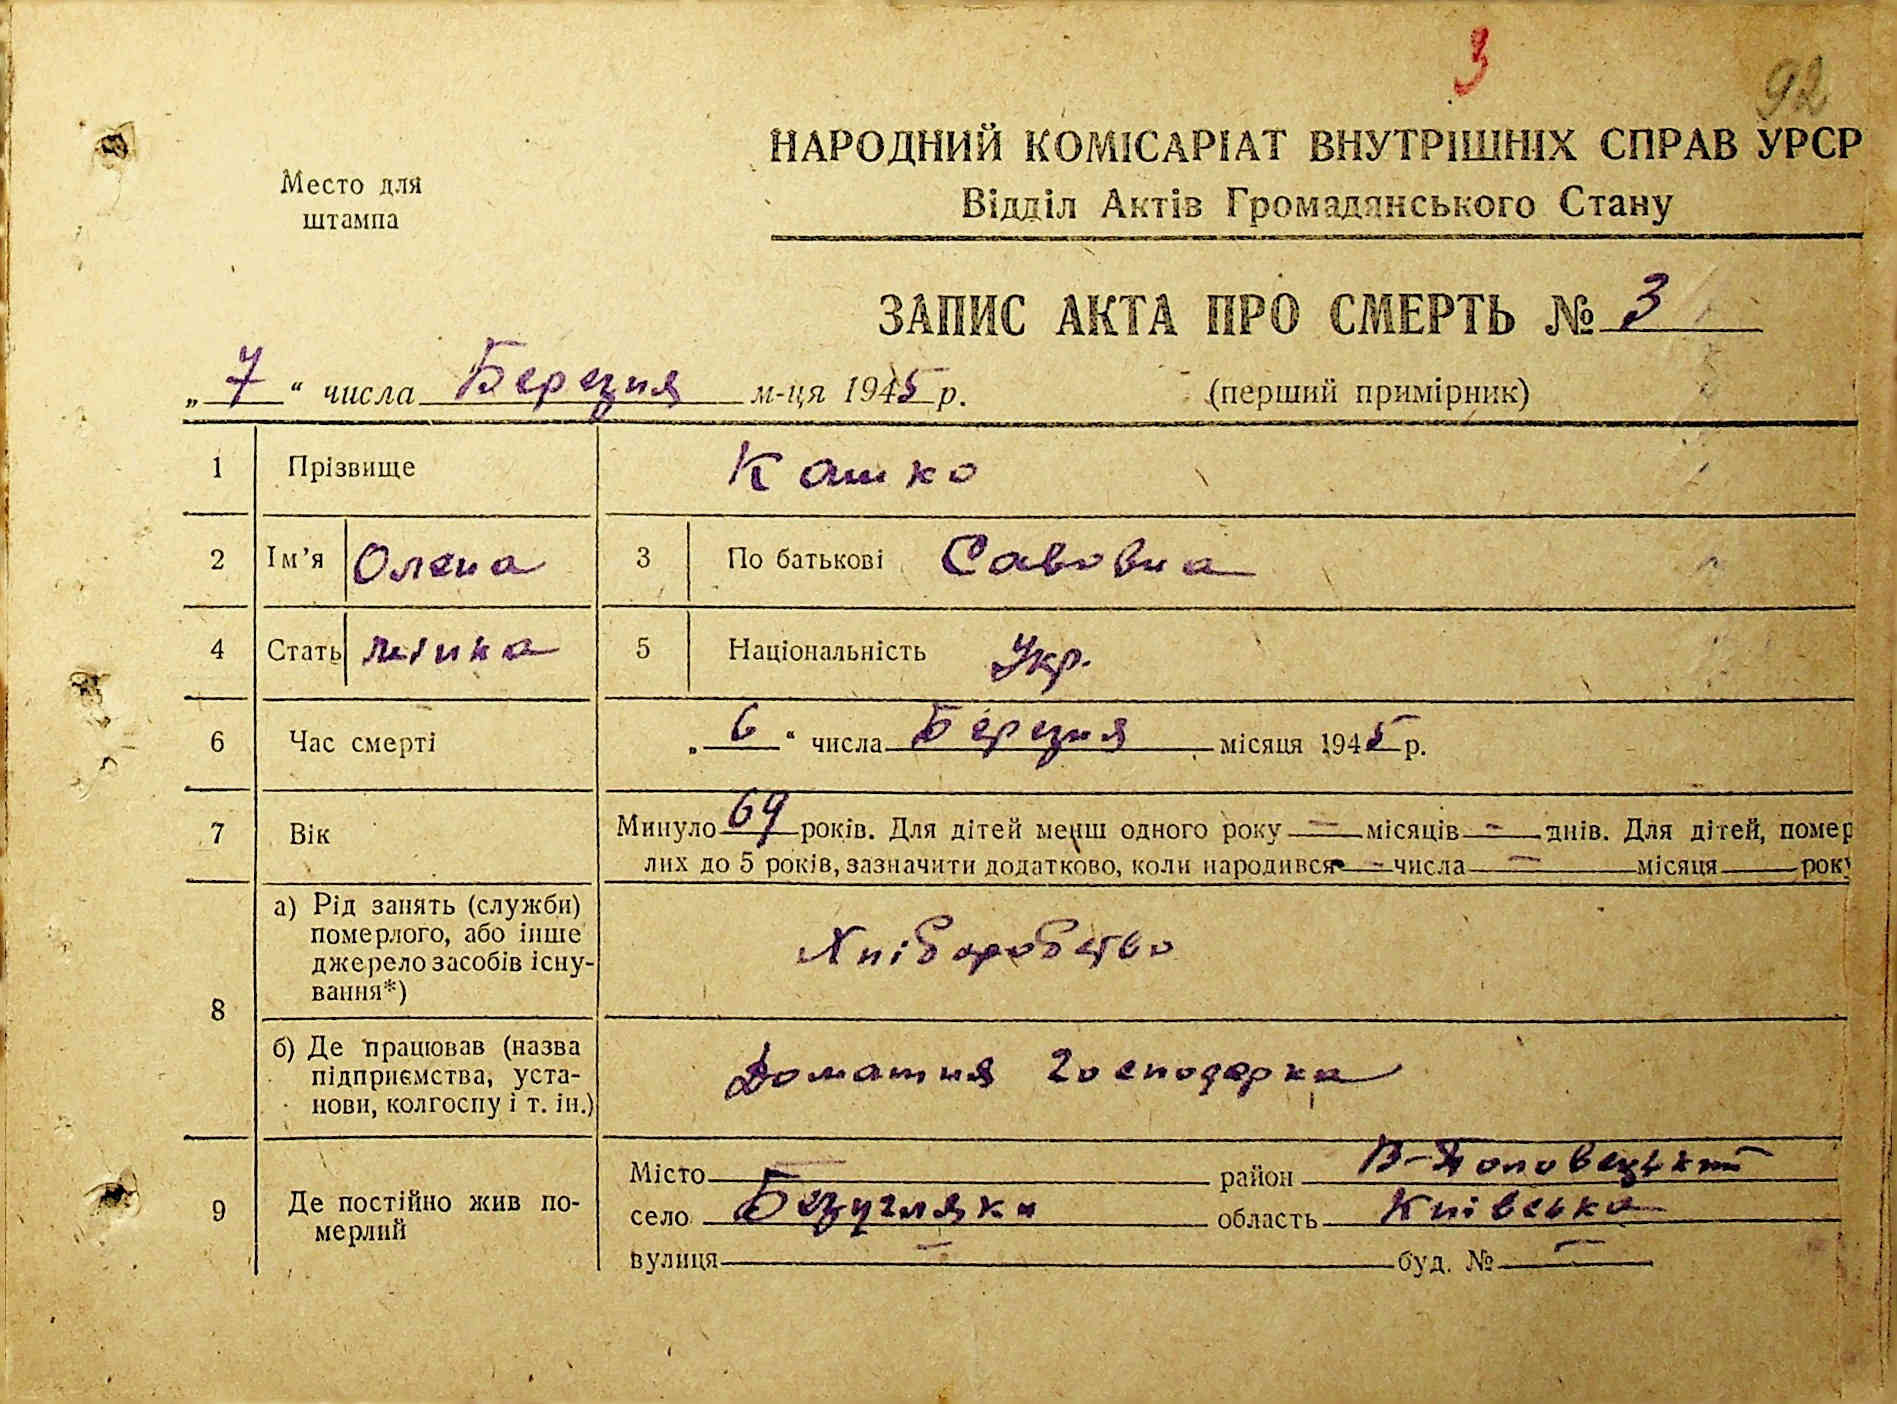 3
92
Место для
штампа
НАРОДНИЙ КОМІСАРІАТ ВНУТРІШНІХ СПРАВ УРСР
Відділ Актів Громадянського Стану
ЗАПИС АКТА ПРО СМЕРТЬ № 3
„ 7 “ числа Березня м-ця 1945 р. (перший примірник)
1 Прізвище Кашко
2 Ім’я Олена 3 По батькові Савовна
4 Стать жінка 5 Національність Укр.
6 Час смерті „ 6 “ числа Березня місяця 1945 р.
7 Вік Минуло 69 років. Для дітей менш одного року — місяців - днів. Для дітей, помер
лих до 5 років, зазначити додатково, коли народився — числа — місяця рок
8 а) Рід занять (служби)
померлого, або інше
джерело засобів існу-
вання*) Хліборобство
б) Де працював (назва
підприємства, уста-
нови, колгоспу і т. ін.) Домашня господарка
9 Де постійно жив по-
мерлий
Місто — район В-Половецький
село Безугляки область Київська
вулиця — буд. № —